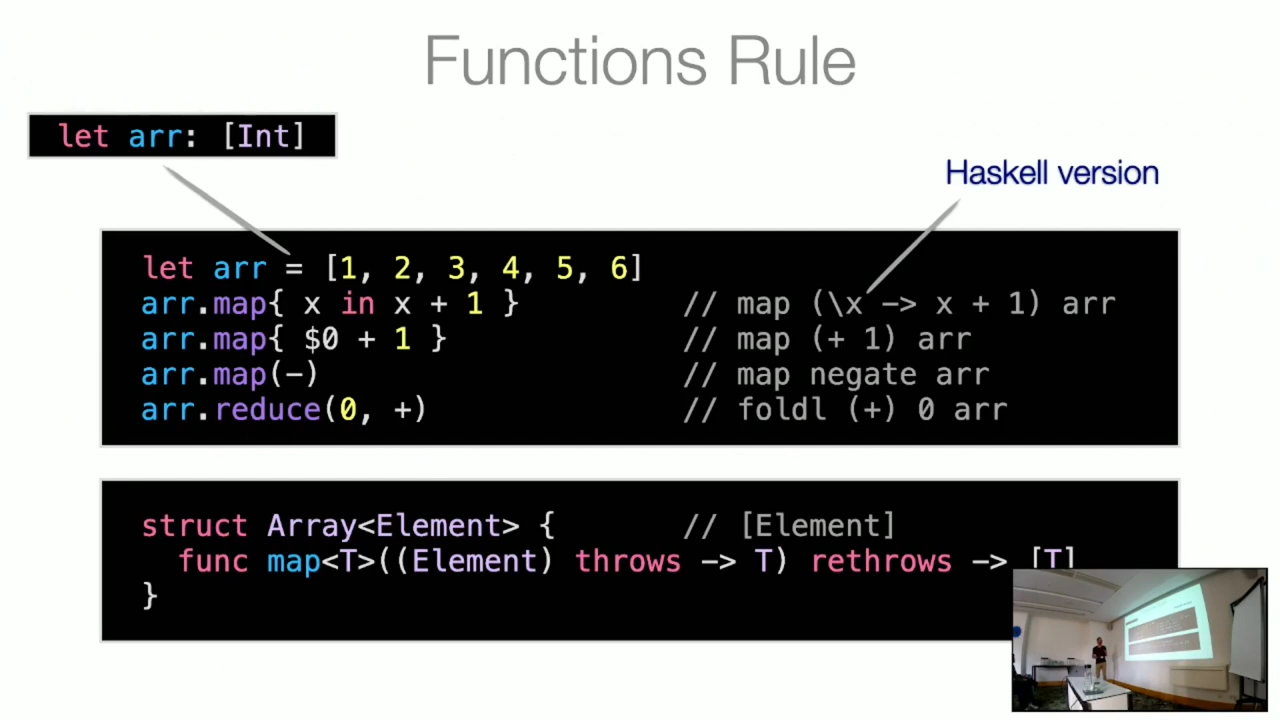 Functions Rule
let arr: [Int]
Haskell version
let arr = [1, 2, 3, 4, 5, 6]
arr.map{ x in x + 1 } // map (\x -> x + 1) arr
arr.map{ $0 + 1 } // map (+ 1) arr
arr.map(-) // map negate arr
arr.reduce(0, +) // foldl (+) 0 arr
struct Array<Element> { // [Element]
func map<T>((Element) throws -> T) rethrows -> [T]
}